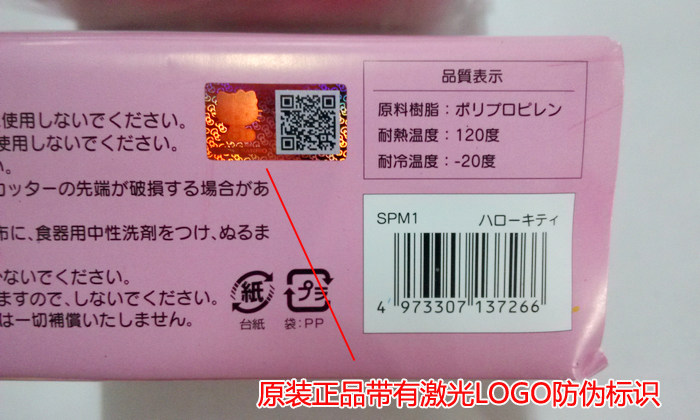 使用しないでください。
使用しないでください。
い。
カッターの先端が破損する場合があ
布に、食器用中性洗剤をつけ、ぬるま
ないでください。
ますので、しないでください。
は一切補償いたしません。
紙
台紙
プラ
袋:PP
品質表示
原料樹脂:ポリプロピレン
耐熱温度:120度
耐冷温度:-20度
SPM1 ハローキティ
4 973307 137266
原装正品带有激光LOGO防伪标识